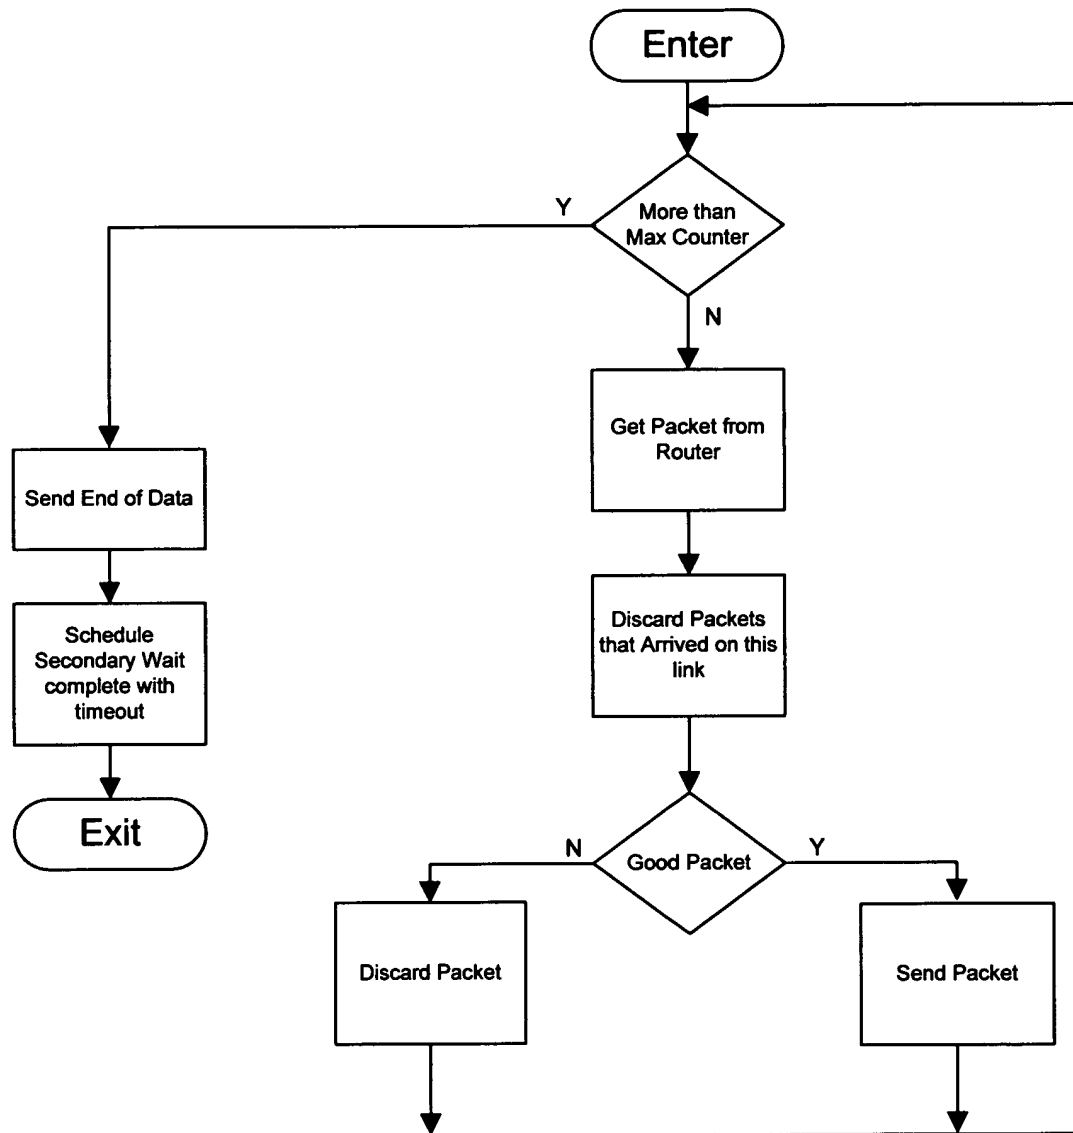 Enter
Y
More than
Max Counter
N
Get Packet from
Router
Send End of Data
Discard Packets
that Arrived on this
link
Schedule
Secondary Wait
complete with
timeout
Exit
N
Good Packet
Y
Discard Packet
Send Packet